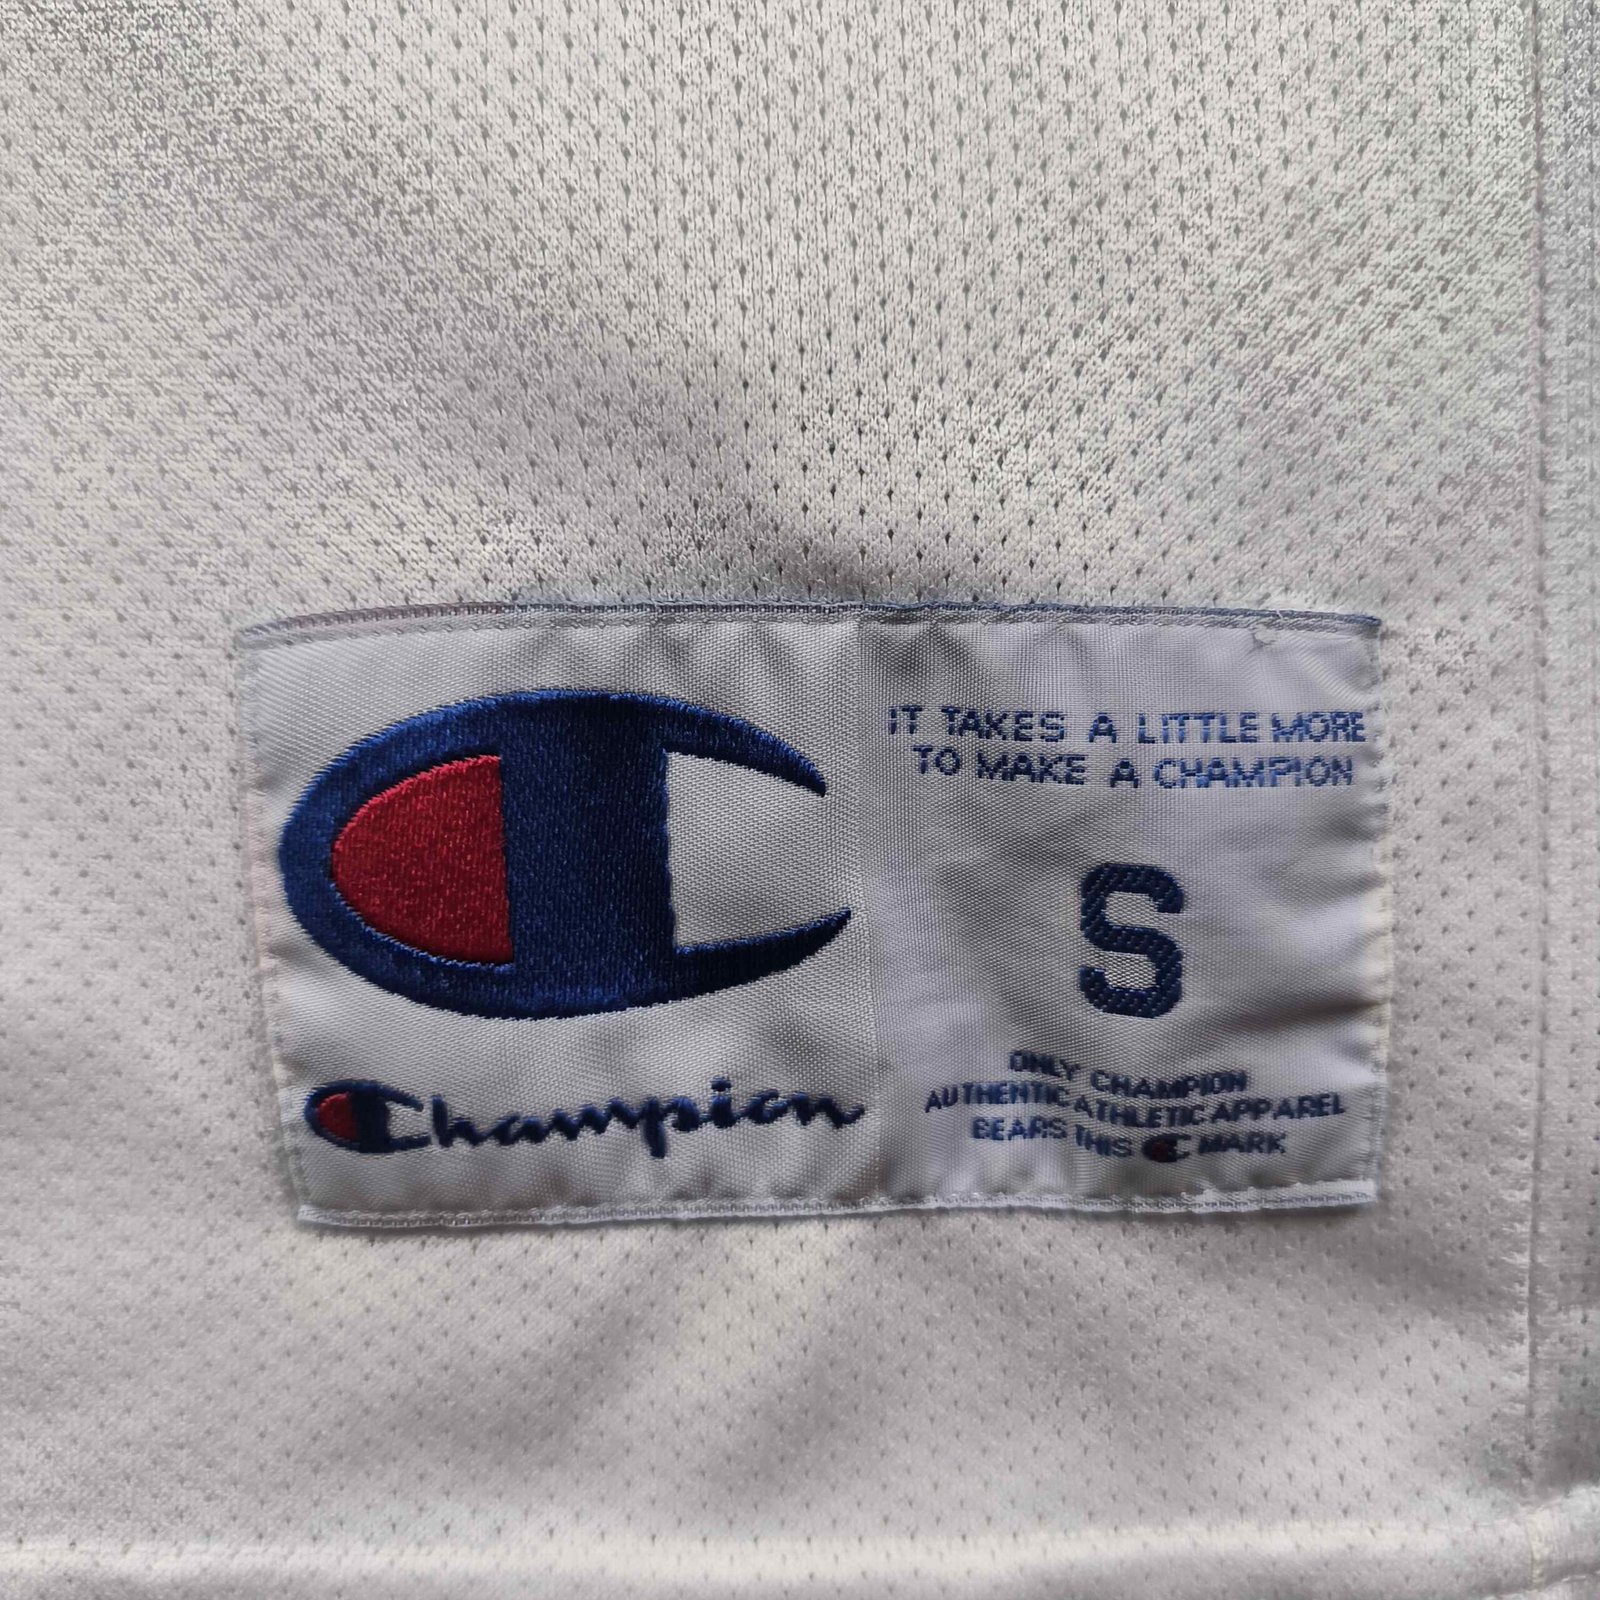 Champion
IT TAKES A LITTLE MORE
TO MAKE A CHAMPION
S
ONLY CHAMPION
AUTHENTIC ATHLETIC APPAREL
BEARS THIS C MARK